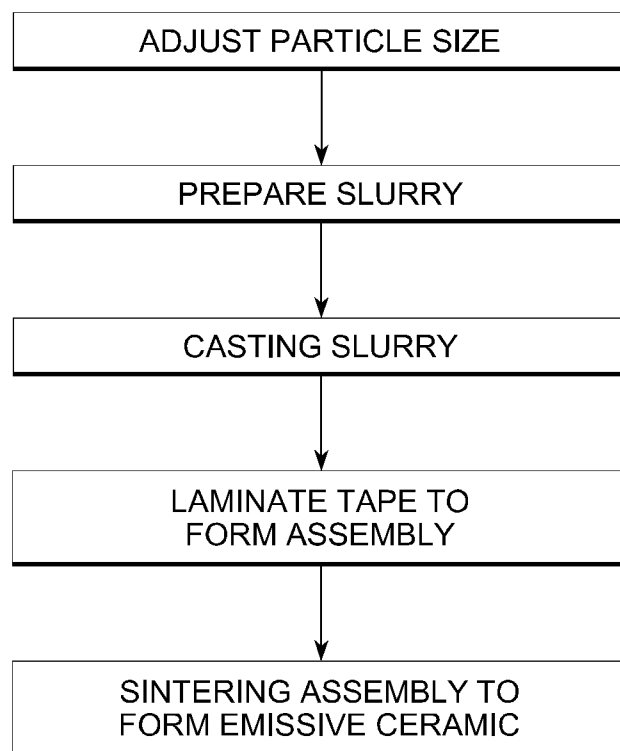 ADJUST PARTICLE SIZE
PREPARE SLURRY
CASTING SLURRY
LAMINATE TAPE TO
FORM ASSEMBLY
SINTERING ASSEMBLY TO
FORM EMISSIVE CERAMIC